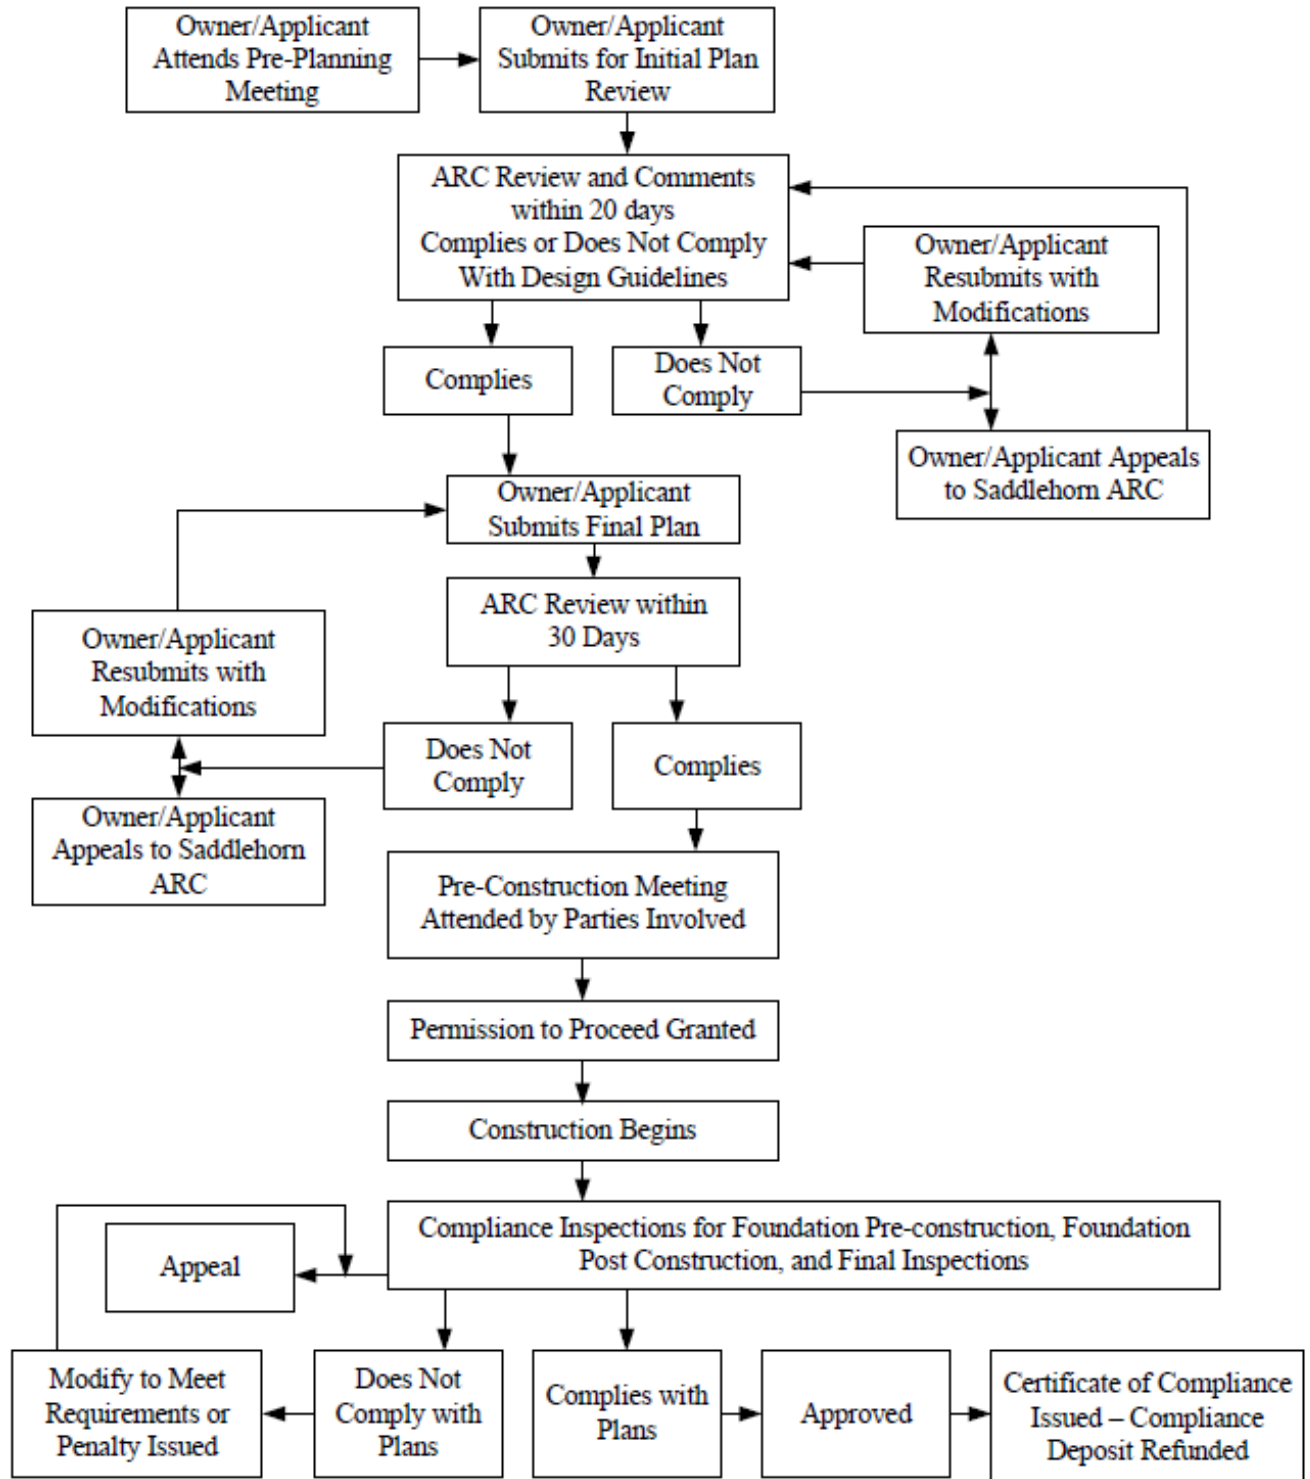 Owner/Applicant
Attends Pre-Planning
Meeting
Owner/Applicant
Submits for Initial Plan
Review
ARC Review and Comments
within 20 days
Complies or Does Not Comply
With Design Guidelines
Owner/Applicant
Resubmits with
Modifications
Complies
Does Not
Comply
Owner/Applicant Appeals
to Saddlehorn ARC
Owner/Applicant
Submits Final Plan
ARC Review within
30 Days
Owner/Applicant
Resubmits with
Modifications
Does Not
Comply
Complies
Owner/Applicant
Appeals to Saddlehorn
ARC
Pre-Construction Meeting
Attended by Parties Involved
Permission to Proceed Granted
Construction Begins
Compliance Inspections for Foundation Pre-construction, Foundation
Post Construction, and Final Inspections
Appeal
Modify to Meet
Requirements or
Penalty Issued
Does Not
Comply with
Plans
Complies with
Plans
Approved
Certificate of Compliance
Issued – Compliance
Deposit Refunded